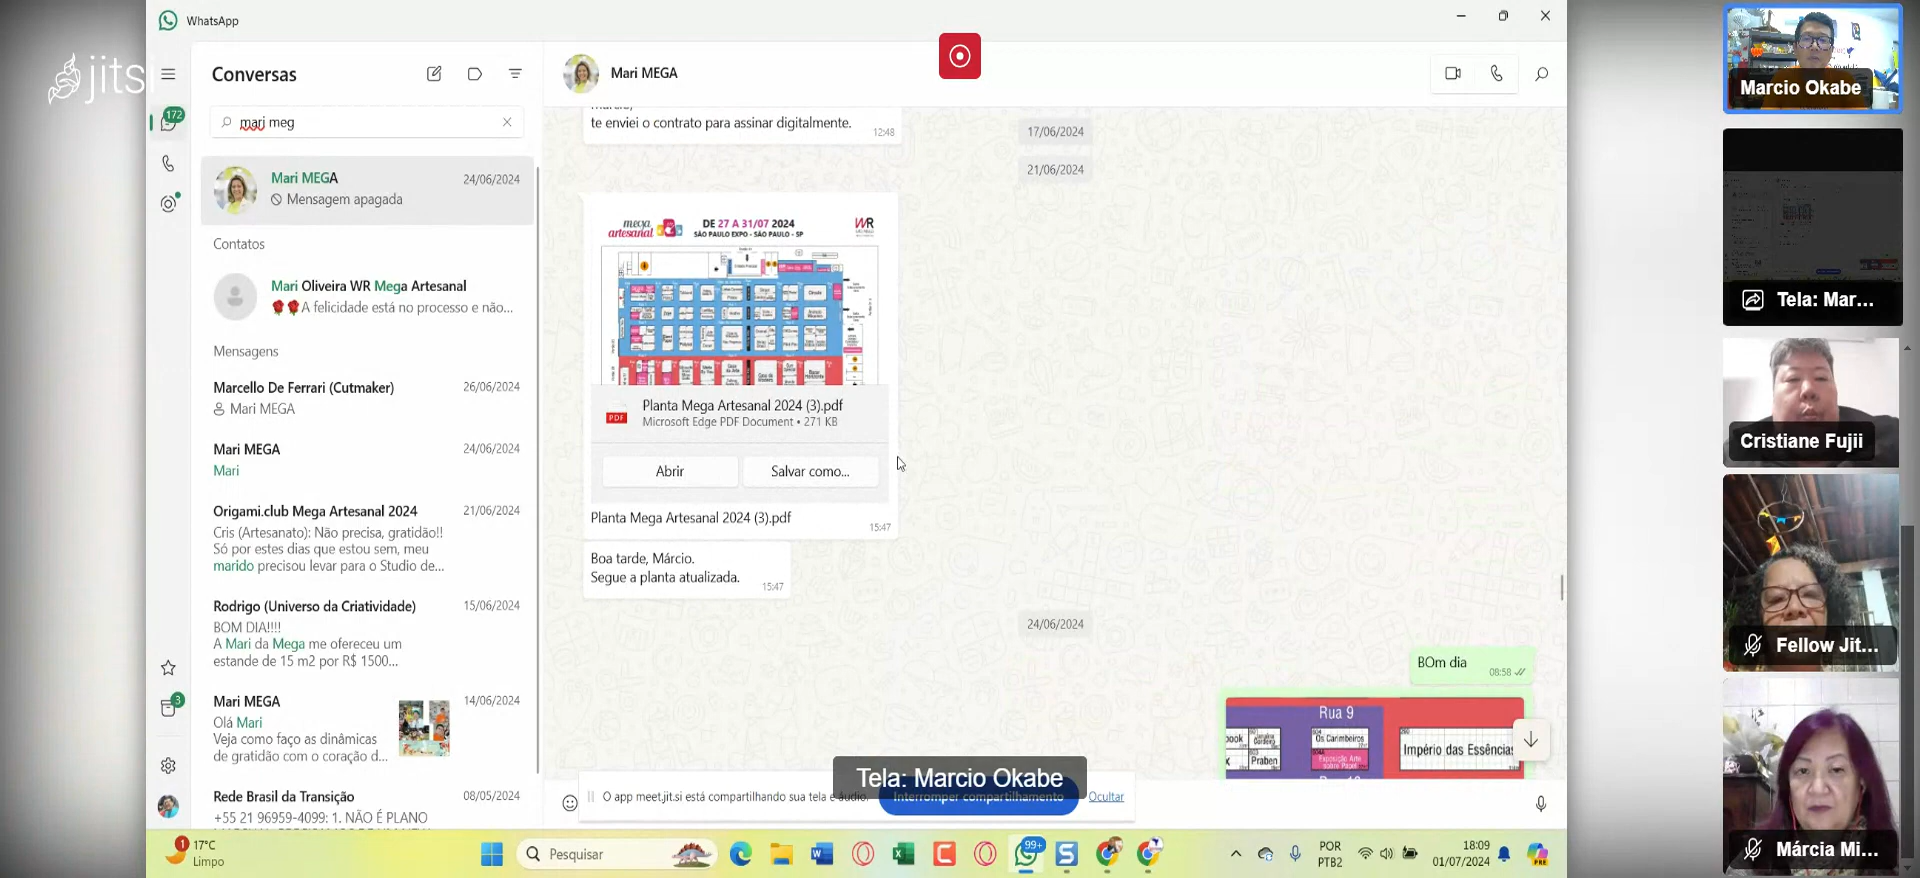 WhatsApp
jits
Conversas
172
mari meg
Mari MEGA
24/06/2024
Mensagem apagada
Contatos
Mari Oliveira WR Mega Artesanal
A felicidade está no processo e não...
Mensagens
Marcello De Ferrari (Cutmaker)
26/06/2024
Mari MEGA
Mari MEGA
24/06/2024
Mari
Origami.club Mega Artesanal 2024
21/06/2024
Cris (Artesanato): Não precisa, gratidão!!
Só por estes dias que estou sem, meu
marido precisou levar para o Studio de...
Rodrigo (Universo da Criatividade)
15/06/2024
BOM DIA!!!!
A Mari da Mega me ofereceu um
estande de 15 m2 por R$ 1500...
3
Mari MEGA
14/06/2024
Olá Mari
Veja como faço as dinâmicas
de gratidão com o coração d...
Rede Brasil da Transição
08/05/2024
+55 21 96959-4099: 1. NÃO É PLANO
Mari MEGA
te enviei o contrato para assinar digitalmente.
12:48
17/06/2024
21/06/2024
mega
artesanal
DE 27 A 31/07 2024
SÃO PAULO EXPO - SÃO PAULO - SP
WR
PDF
Planta Mega Artesanal 2024 (3).pdf
Microsoft Edge PDF Document • 271 KB
Abrir
Salvar como...
Planta Mega Artesanal 2024 (3).pdf
15:47
Boa tarde, Márcio.
Segue a planta atualizada.
15:47
24/06/2024
BOm dia
08:58
Rua 9
Os Carimbeiros
Praben
Império das Essências
Tela: Marcio Okabe
O app meet.jit.si está compartilhando sua tela e áudio.
Interromper compartilhamento
Ocultar
1
17°C
Limpo
Pesquisar
99+
POR
PTB2
18:09
01/07/2024
Marcio Okabe
Tela: Mar...
Cristiane Fujii
Fellow Jit...
Márcia Mi...